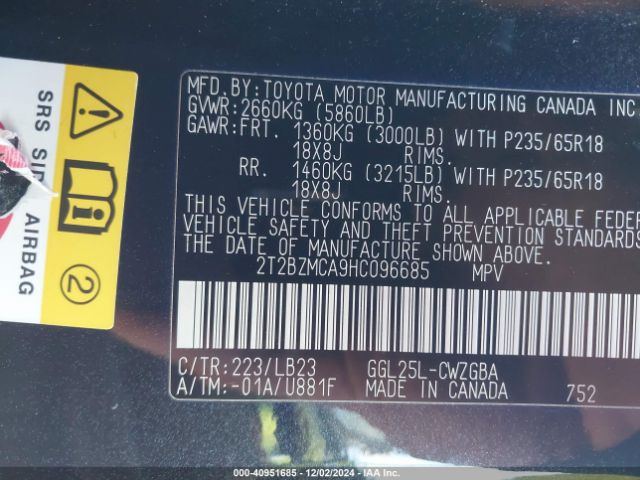 MFD.BY:TOYOTA MOTOR MANUFACTURING CANADA INC
GVWR:2660KG (5860LB)
GAWR:FRT. 1360KG (3000LB) WITH P235/65R18
18X8J RIMS.
RR. 1460KG (3215LB) WITH P235/65R18
18X8J RIMS.
THIS VEHICLE CONFORMS TO ALL APPLICABLE FEDER
VEHICLE SAFETY AND THEFT PREVENTION STANDARDS
THE DATE OF MANUFACTURE SHOWN ABOVE.
2T2BZMCA9HC096685 MPV
C/TR:223/LB23 GGL25L-CWZGBA
A/TM:-01A/U881F MADE IN CANADA 752
SRS SID AIRBAG
2
000-40951685 - 12/02/2024 - IAA Inc.